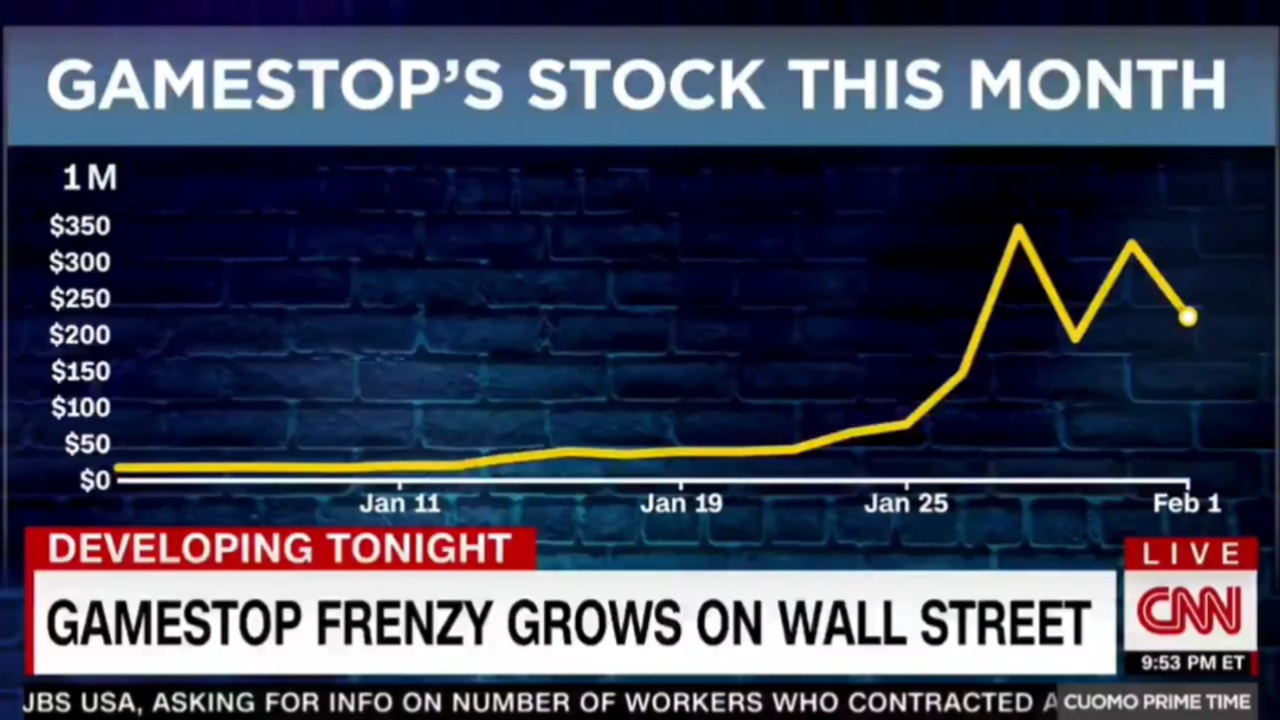 GAMESTOP'S STOCK THIS MONTH
1 M
$350
$300
$250
$200
$150
$100
$50
$0
Jan 11 Jan 19 Jan 25 Feb 1
DEVELOPING TONIGHT
GAMESTOP FRENZY GROWS ON WALL STREET
LIVE
CNN
9:53 PM ET
JBS USA, ASKING FOR INFO ON NUMBER OF WORKERS WHO CONTRACTED
CUOMO PRIME TIME